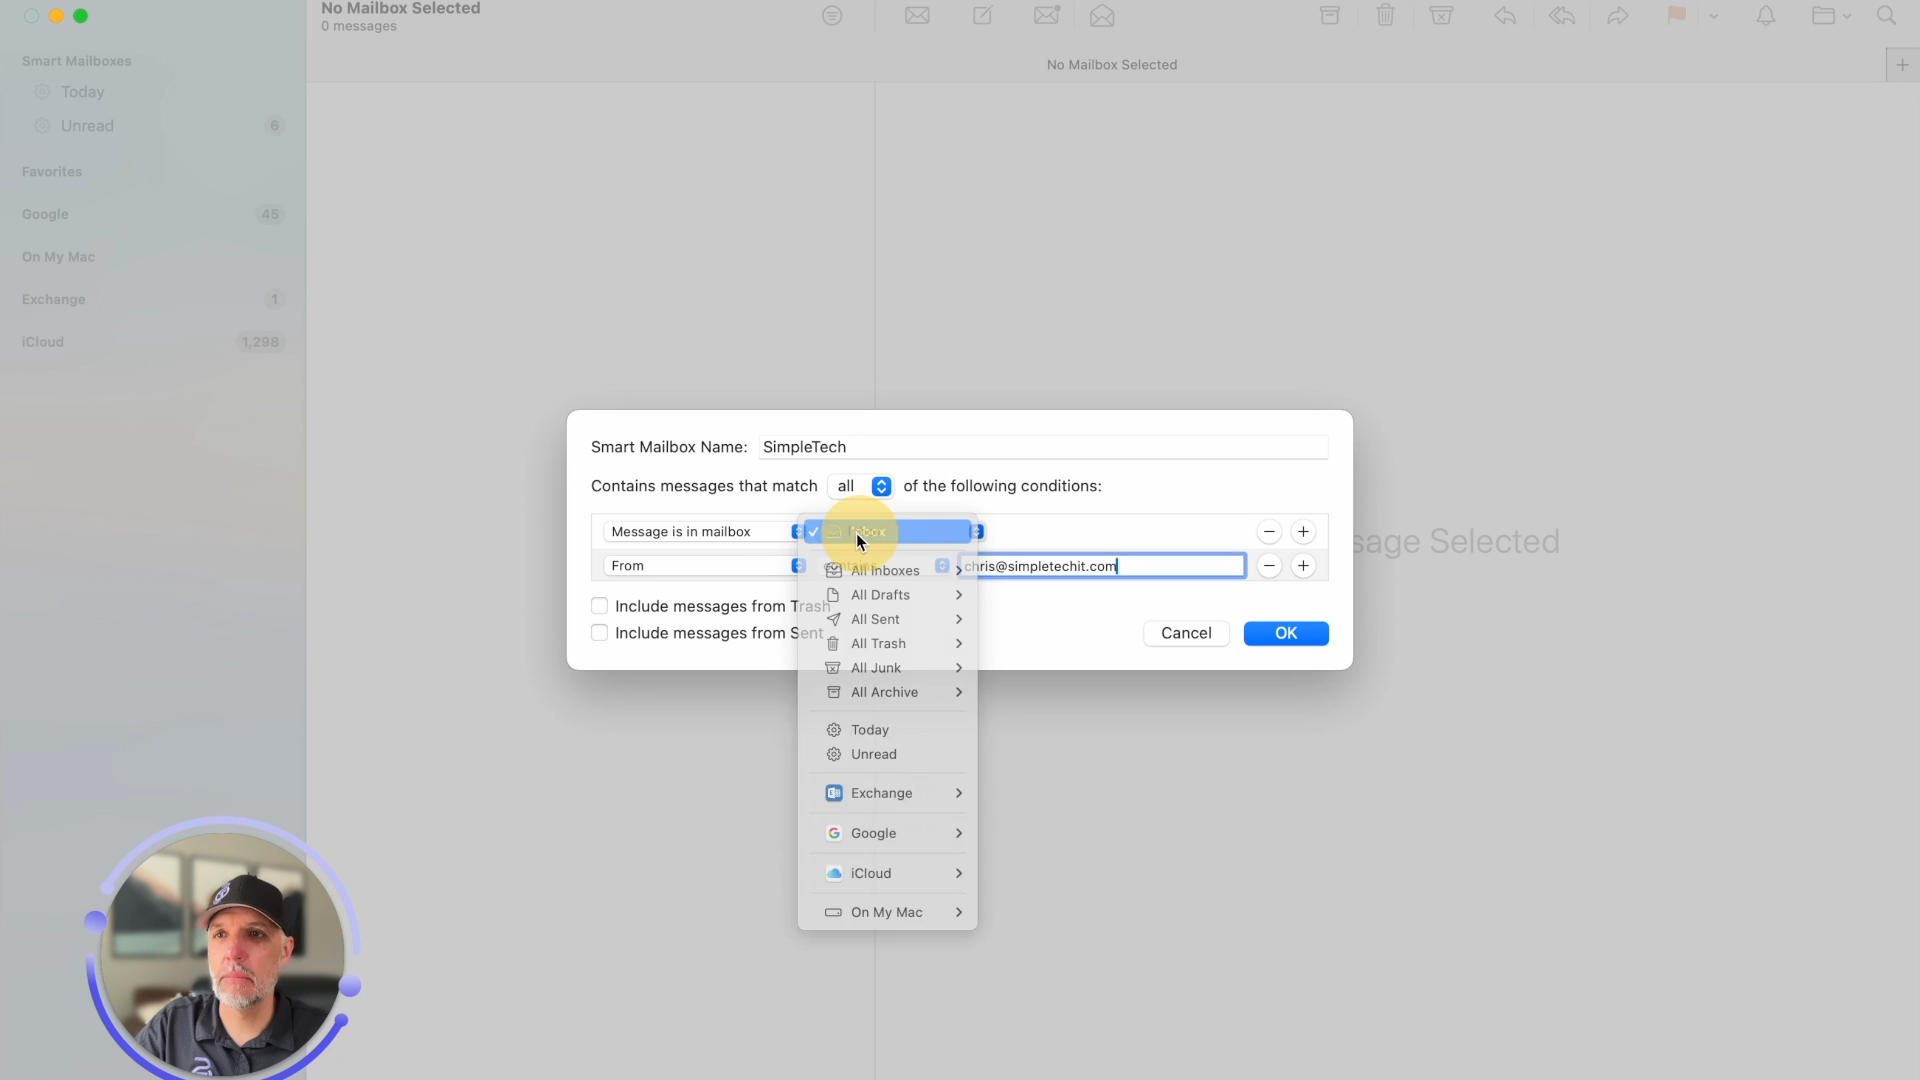 No Mailbox Selected
0 messages
No Mailbox Selected
Smart Mailboxes
Today
Unread 6
Favorites
Google 45
On My Mac
Exchange 1
iCloud 1,298
Smart Mailbox Name: SimpleTech
Contains messages that match all of the following conditions:
Message is in mailbox Inbox
From contains chris@simpletechit.com
Include messages from Trash
Include messages from Sent
Cancel OK
All Inboxes
All Drafts
All Sent
All Trash
All Junk
All Archive
Today
Unread
Exchange
Google
iCloud
On My Mac
sage Selected